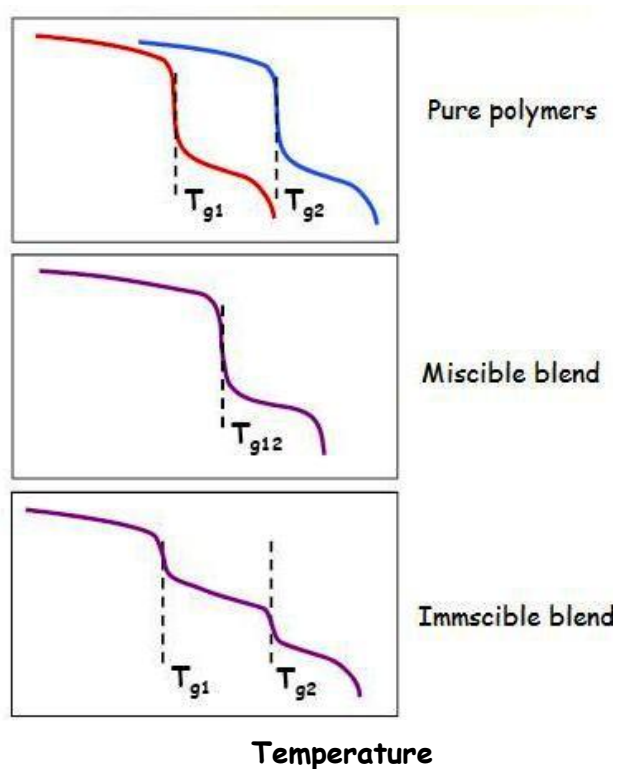 Pure polymers
Tg1
Tg2
Miscible blend
Tg12
Immscible blend
Tg1
Tg2
Temperature